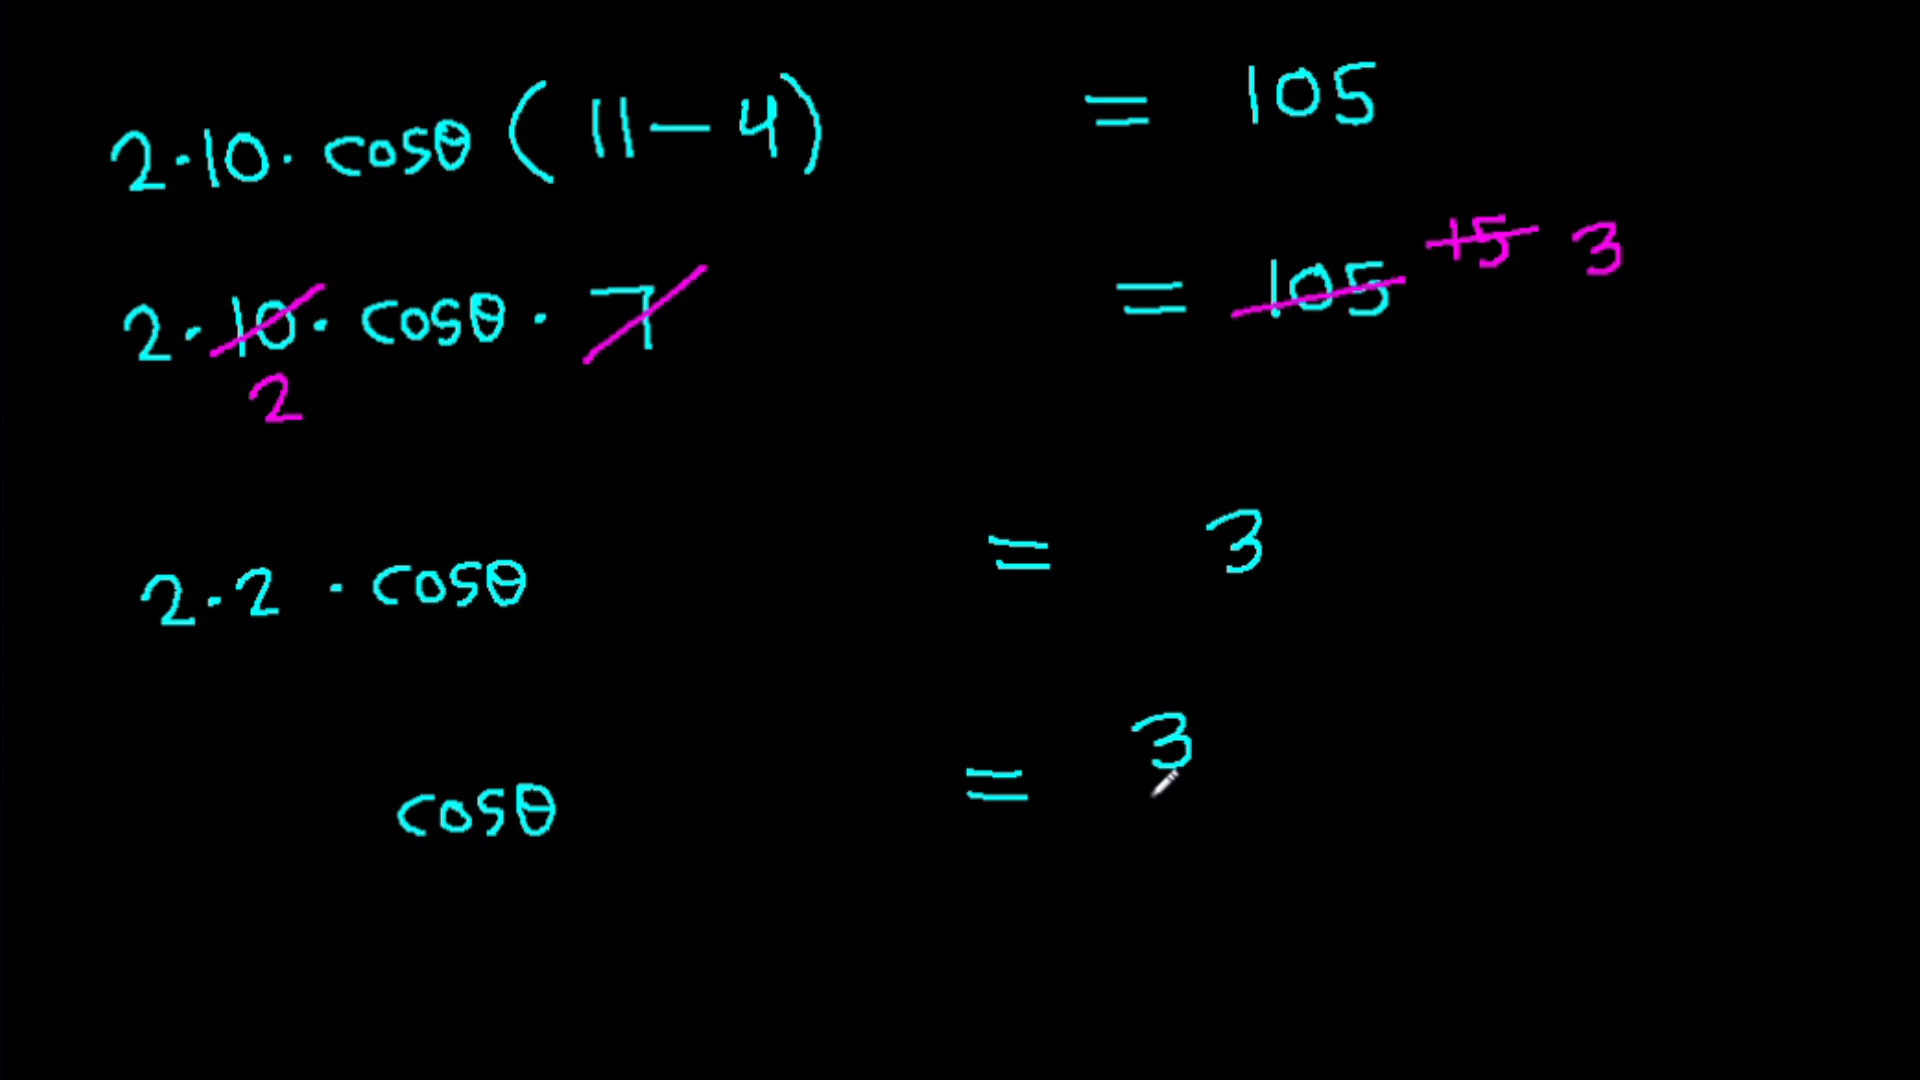 2·10·cosθ(11-4) = 105
2·10·cosθ·7 = 105 15 3
2
2·2·cosθ = 3
cosθ = 3